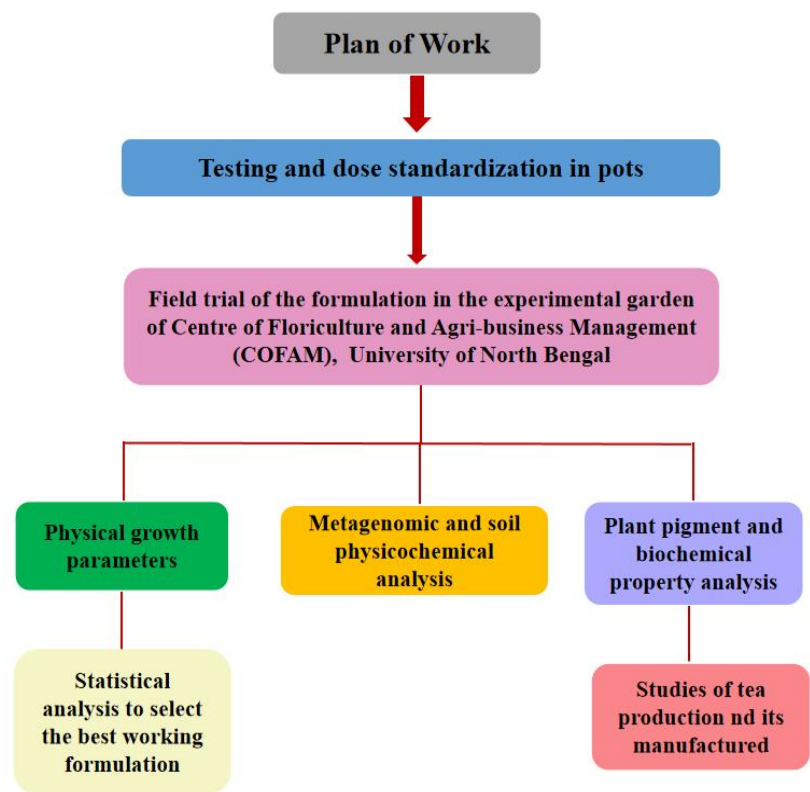 Plan of Work
Testing and dose standardization in pots
Field trial of the formulation in the experimental garden
of Centre of Floriculture and Agri-business Management
(COFAM), University of North Bengal
Physical growth
parameters
Metagenomic and soil
physicochemical
analysis
Plant pigment and
biochemical
property analysis
Statistical
analysis to select
the best working
formulation
Studies of tea
production nd its
manufactured